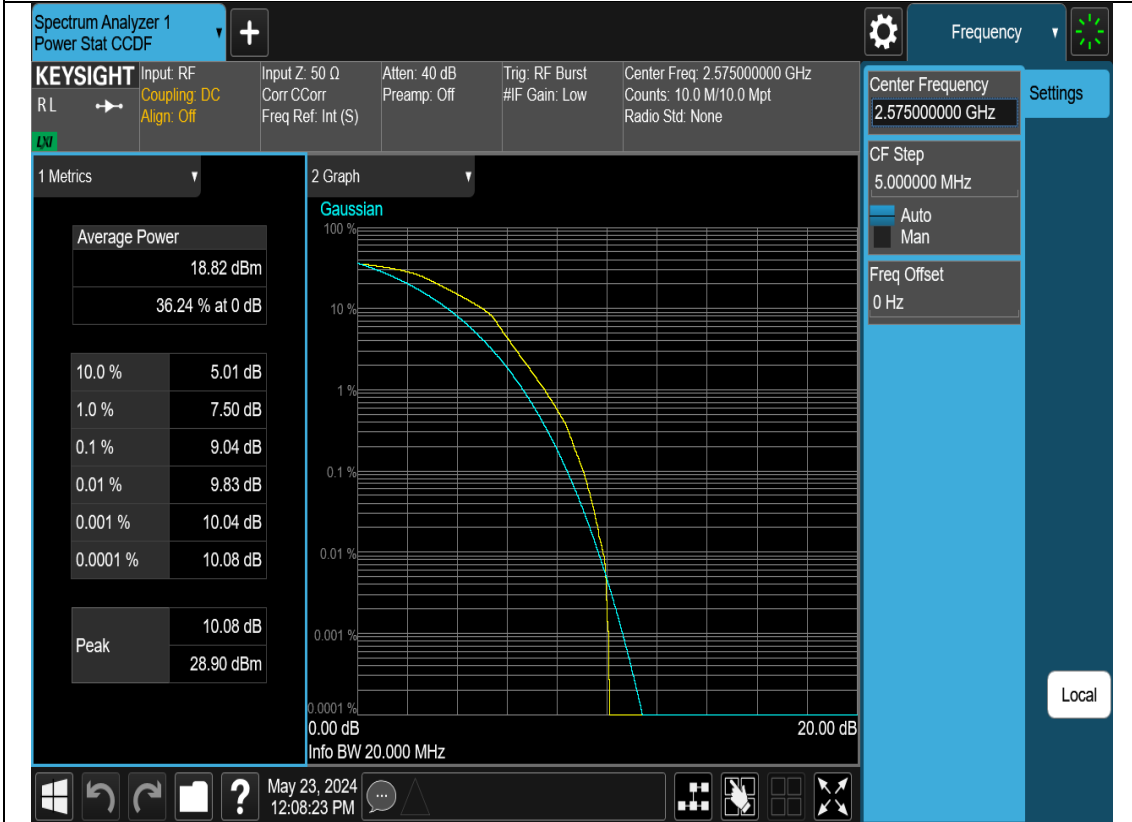 Spectrum Analyzer 1
Power Stat CCDF
▼
+
Frequency
▼
KEYSIGHT
R L
LXI
Input: RF
Coupling: DC
Align: Off
Input Z: 50 Ω
Corr CCorr
Freq Ref: Int (S)
Atten: 40 dB
Preamp: Off
Trig: RF Burst
#IF Gain: Low
Center Freq: 2.575000000 GHz
Counts: 10.0 M/10.0 Mpt
Radio Std: None
Center Frequency
2.575000000 GHz
Settings
CF Step
5.000000 MHz
Auto
Man
Freq Offset
0 Hz
1 Metrics ▼
Average Power
18.82 dBm
36.24 % at 0 dB
10.0 % 5.01 dB
1.0 % 7.50 dB
0.1 % 9.04 dB
0.01 % 9.83 dB
0.001 % 10.04 dB
0.0001 % 10.08 dB
Peak
10.08 dB
28.90 dBm
2 Graph ▼
Gaussian
100 %
10 %
1 %
0.1 %
0.01 %
0.001 %
0.0001 %
0.00 dB 20.00 dB
Info BW 20.000 MHz
Local
?
May 23, 2024
12:08:23 PM